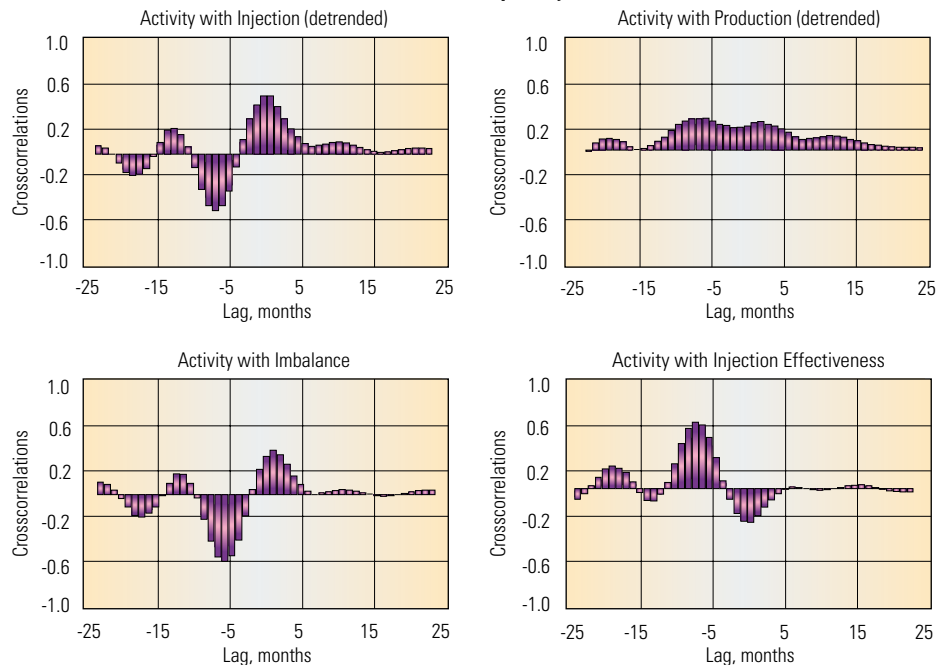 Activity with Injection (detrended)
1.0
0.6
0.2
-0.2
-0.6
-1.0
Crosscorrelations
-25 -15 -5 5 15 25
Lag, months
Activity with Production (detrended)
1.0
0.6
0.2
-0.2
-0.6
-1.0
Crosscorrelations
-25 -15 -5 5 15 25
Lag, months
Activity with Imbalance
1.0
0.6
0.2
-0.2
-0.6
-1.0
Crosscorrelations
-25 -15 -5 5 15 25
Lag, months
Activity with Injection Effectiveness
1.0
0.6
0.2
-0.2
-0.6
-1.0
Crosscorrelations
-25 -15 -5 5 15 25
Lag, months